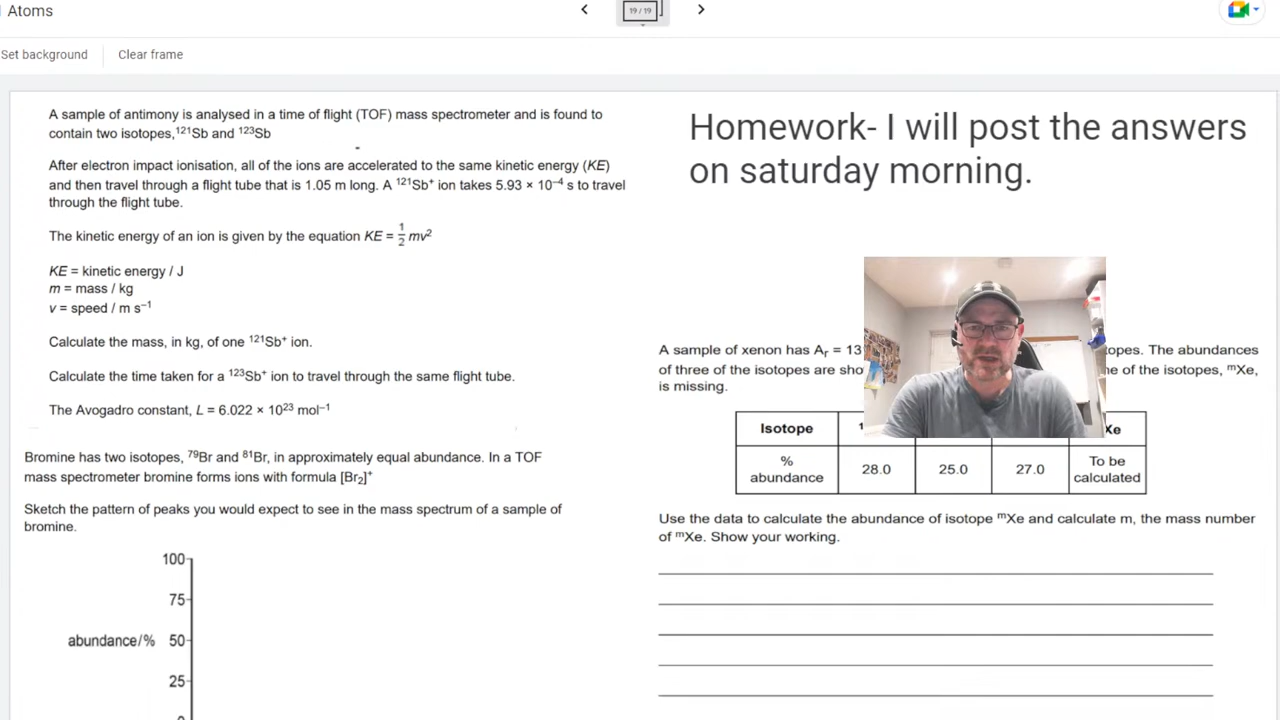 Atoms
19 / 19
Set background
Clear frame
A sample of antimony is analysed in a time of flight (TOF) mass spectrometer and is found to
contain two isotopes,¹²¹Sb and ¹²³Sb
After electron impact ionisation, all of the ions are accelerated to the same kinetic energy (KE)
and then travel through a flight tube that is 1.05 m long. A ¹²¹Sb⁺ ion takes 5.93 × 10⁻⁴ s to travel
through the flight tube.
The kinetic energy of an ion is given by the equation KE = 1/2 mv²
KE = kinetic energy / J
m = mass / kg
v = speed / m s⁻¹
Calculate the mass, in kg, of one ¹²¹Sb⁺ ion.
Calculate the time taken for a ¹²³Sb⁺ ion to travel through the same flight tube.
The Avogadro constant, L = 6.022 × 10²³ mol⁻¹
Bromine has two isotopes, ⁷⁹Br and ⁸¹Br, in approximately equal abundance. In a TOF
mass spectrometer bromine forms ions with formula [Br₂]⁺
Sketch the pattern of peaks you would expect to see in the mass spectrum of a sample of
bromine.
100
75
abundance/% 50
25
Homework- I will post the answers
on saturday morning.
A sample of xenon has Aᵣ = 13 topes. The abundances
of three of the isotopes are sho ne of the isotopes, ᵐXe,
is missing.
Isotope 1 Xe
% abundance 28.0 25.0 27.0 To be calculated
Use the data to calculate the abundance of isotope ᵐXe and calculate m, the mass number
of ᵐXe. Show your working.